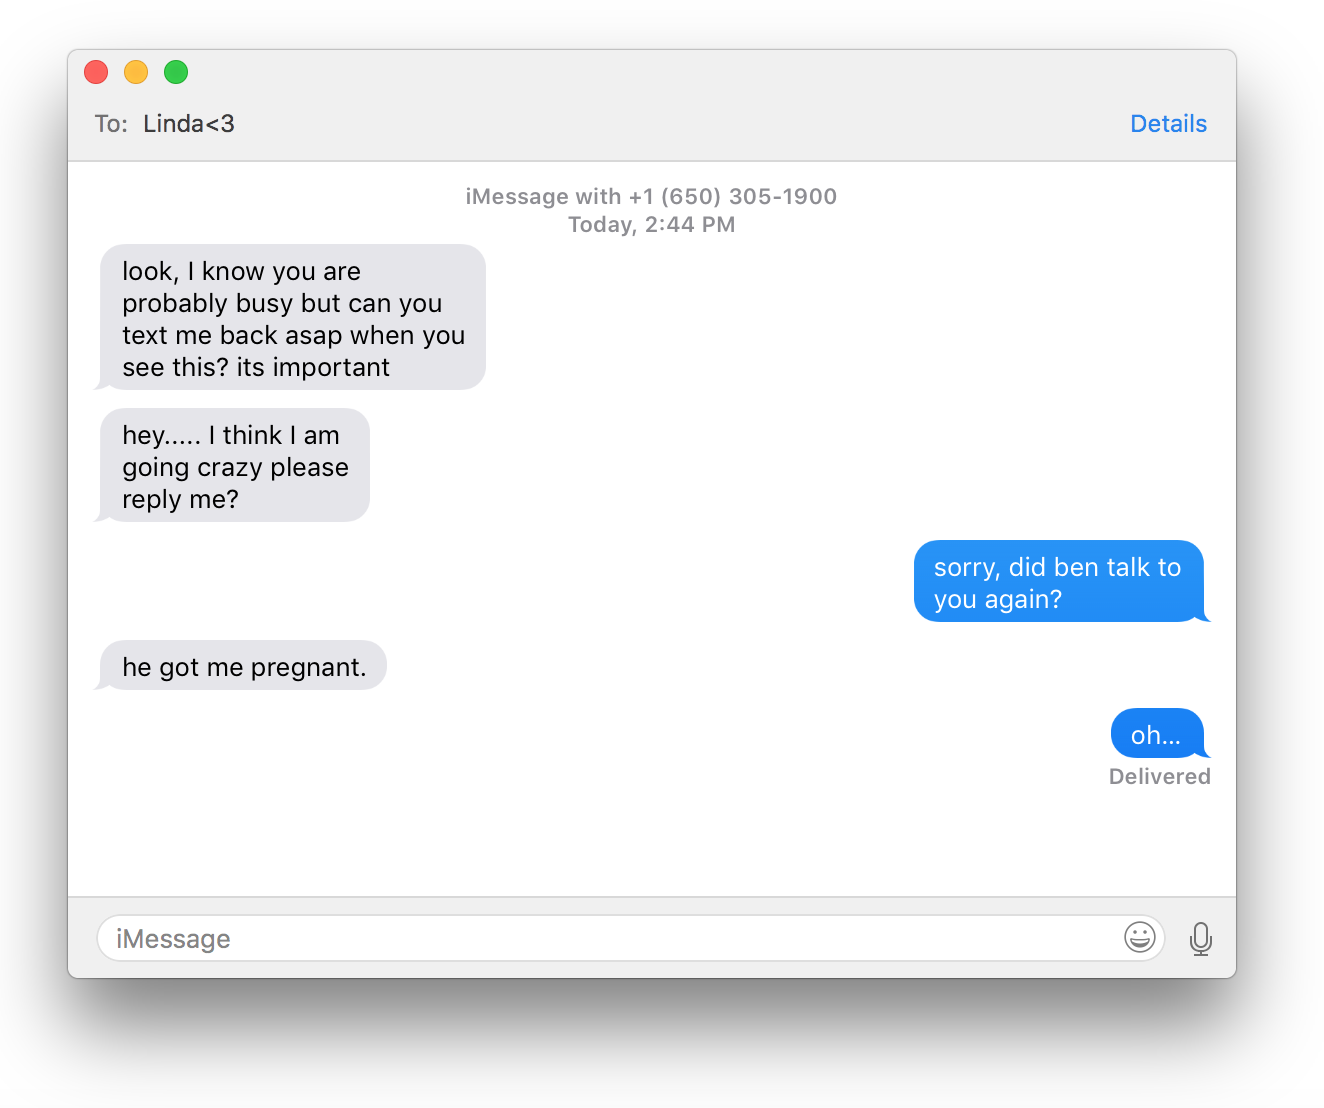 To: Linda<3
Details
iMessage with +1 (650) 305-1900
Today, 2:44 PM
look, I know you are
probably busy but can you
text me back asap when you
see this? its important
hey..... I think I am
going crazy please
reply me?
sorry, did ben talk to
you again?
he got me pregnant.
oh...
Delivered
iMessage